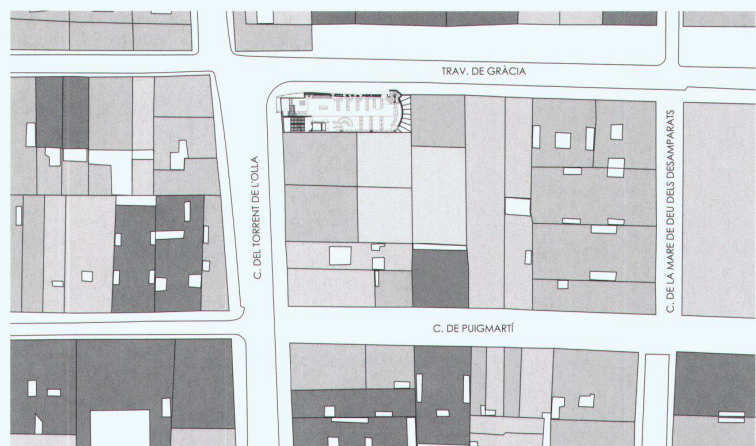 TRAV. DE GRÀCIA
C. DEL TORRENT DE L'OLLA
C. DE LA MARE DE DEU DELS DESAMPARATS
C. DE PUIGMARTÍ